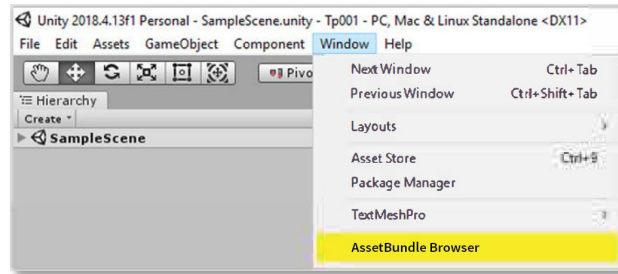 Unity 2018.4.13f1 Personal - SampleScene.unity - Tp001 - PC, Mac & Linux Standalone <DX11>
File Edit Assets GameObject Component Window Help
Pivo
Next Window Ctrl+Tab
Previous Window Ctrl+Shift+Tab
Hierarchy
Create
Layouts
SampleScene
Asset Store Ctrl+9
Package Manager
TextMeshPro
AssetBundle Browser